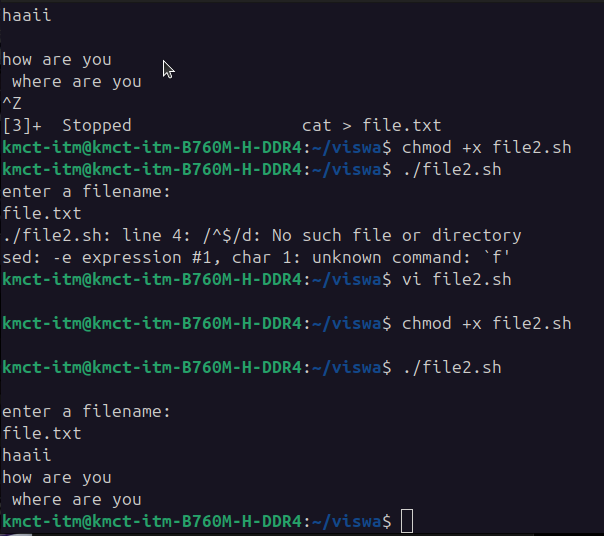 haaii
how are you
 where are you
^Z
[3]+  Stopped                 cat > file.txt
kmct-itm@kmct-itm-B760M-H-DDR4:~/viswa$ chmod +x file2.sh
kmct-itm@kmct-itm-B760M-H-DDR4:~/viswa$ ./file2.sh
enter a filename:
file.txt
./file2.sh: line 4: /^$/d: No such file or directory
sed: -e expression #1, char 1: unknown command: `f'
kmct-itm@kmct-itm-B760M-H-DDR4:~/viswa$ vi file2.sh
kmct-itm@kmct-itm-B760M-H-DDR4:~/viswa$ chmod +x file2.sh
kmct-itm@kmct-itm-B760M-H-DDR4:~/viswa$ ./file2.sh
enter a filename:
file.txt
haaii
how are you
 where are you
kmct-itm@kmct-itm-B760M-H-DDR4:~/viswa$